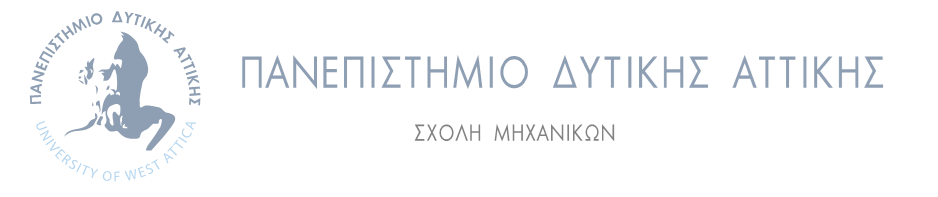 ΠΑΝΕΠΙΣΤΗΜΙΟ ΔΥΤΙΚΗΣ ΑΤΤΙΚΗΣ
UNIVERSITY OF WEST ATTICA
ΠΑΝΕΠΙΣΤΗΜΙΟ ΔΥΤΙΚΗΣ ΑΤΤΙΚΗΣ
ΣΧΟΛΗ ΜΗΧΑΝΙΚΩΝ